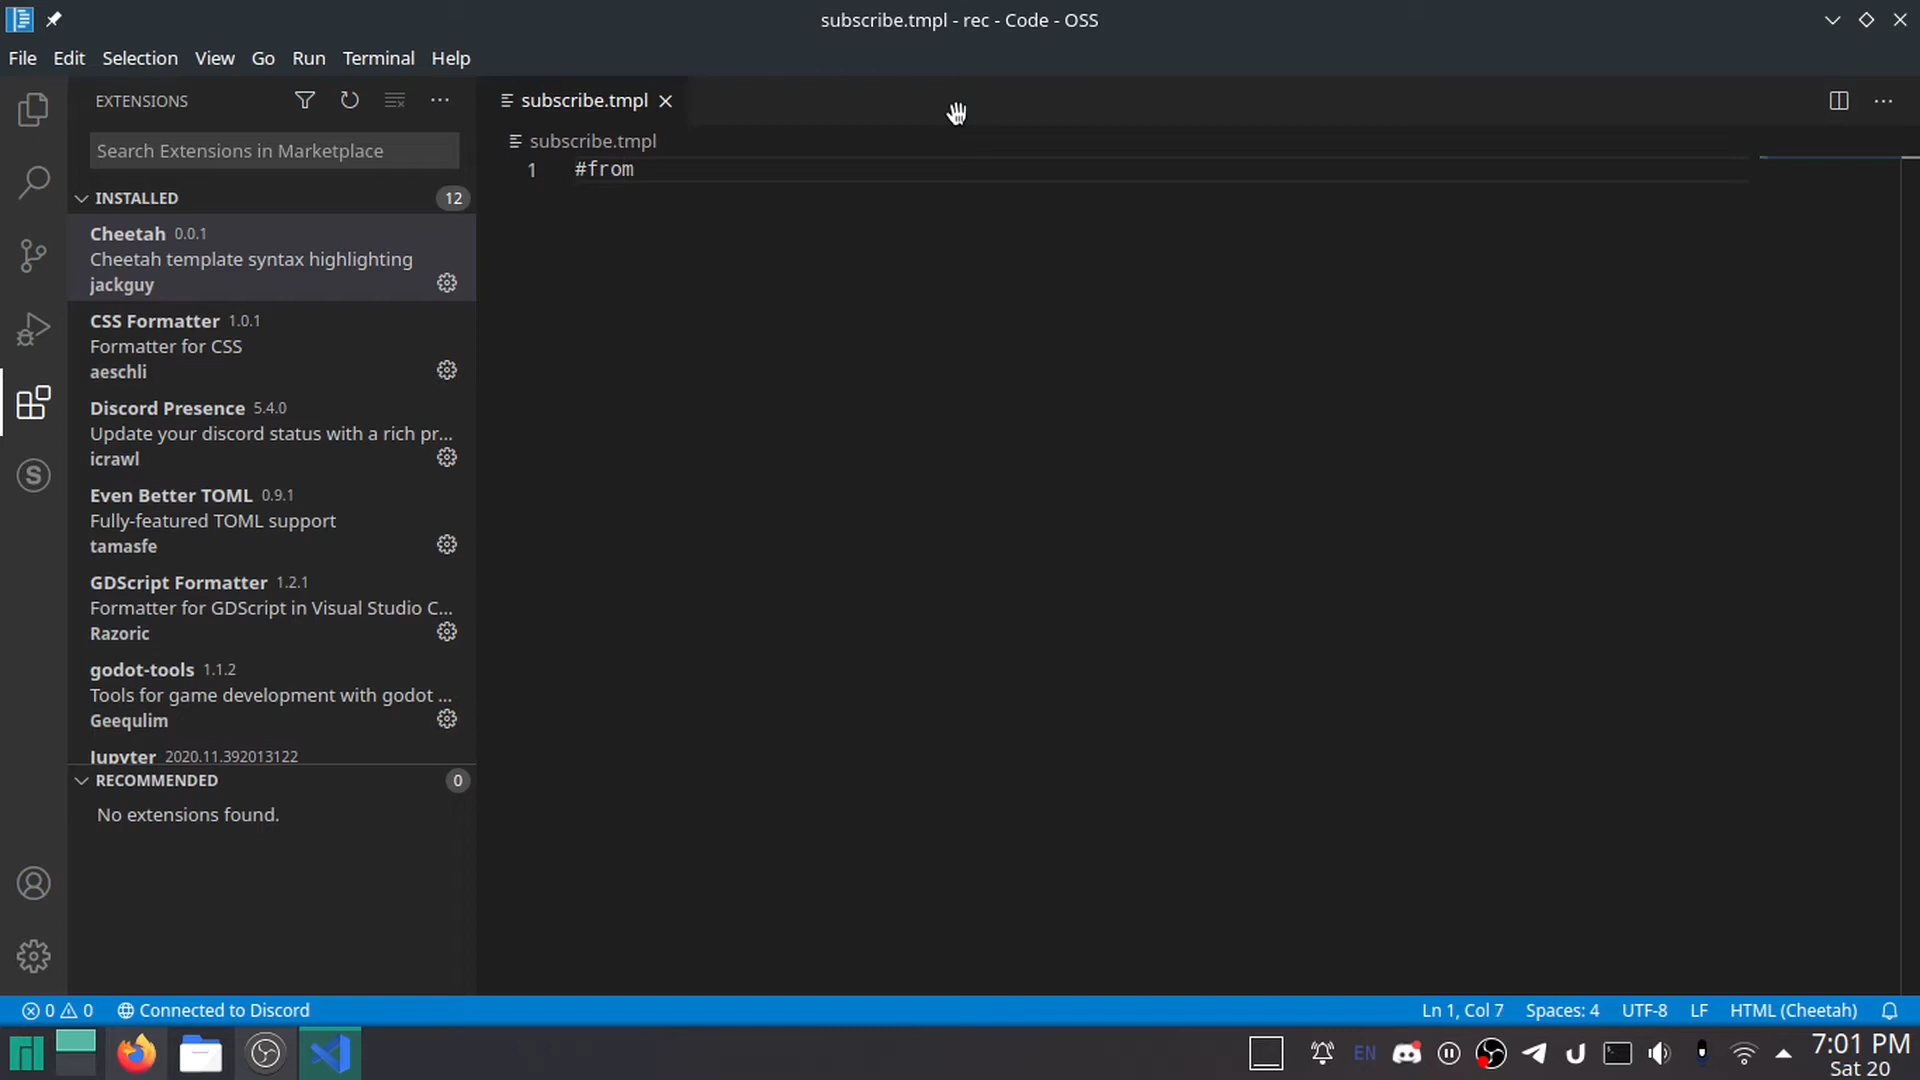 subscribe.tmpl - rec - Code - OSS
File Edit Selection View Go Run Terminal Help
EXTENSIONS
Search Extensions in Marketplace
INSTALLED 12
Cheetah 0.0.1
Cheetah template syntax highlighting
jackguy
CSS Formatter 1.0.1
Formatter for CSS
aeschli
Discord Presence 5.4.0
Update your discord status with a rich pr...
icrawl
Even Better TOML 0.9.1
Fully-featured TOML support
tamasfe
GDScript Formatter 1.2.1
Formatter for GDScript in Visual Studio C...
Razoric
godot-tools 1.1.2
Tools for game development with godot ...
Geequlim
Jupyter 2020.11.392013122
RECOMMENDED 0
No extensions found.
subscribe.tmpl
subscribe.tmpl
1 #from
0 0 Connected to Discord
Ln 1, Col 7 Spaces: 4 UTF-8 LF HTML (Cheetah)
EN
7:01 PM
Sat 20